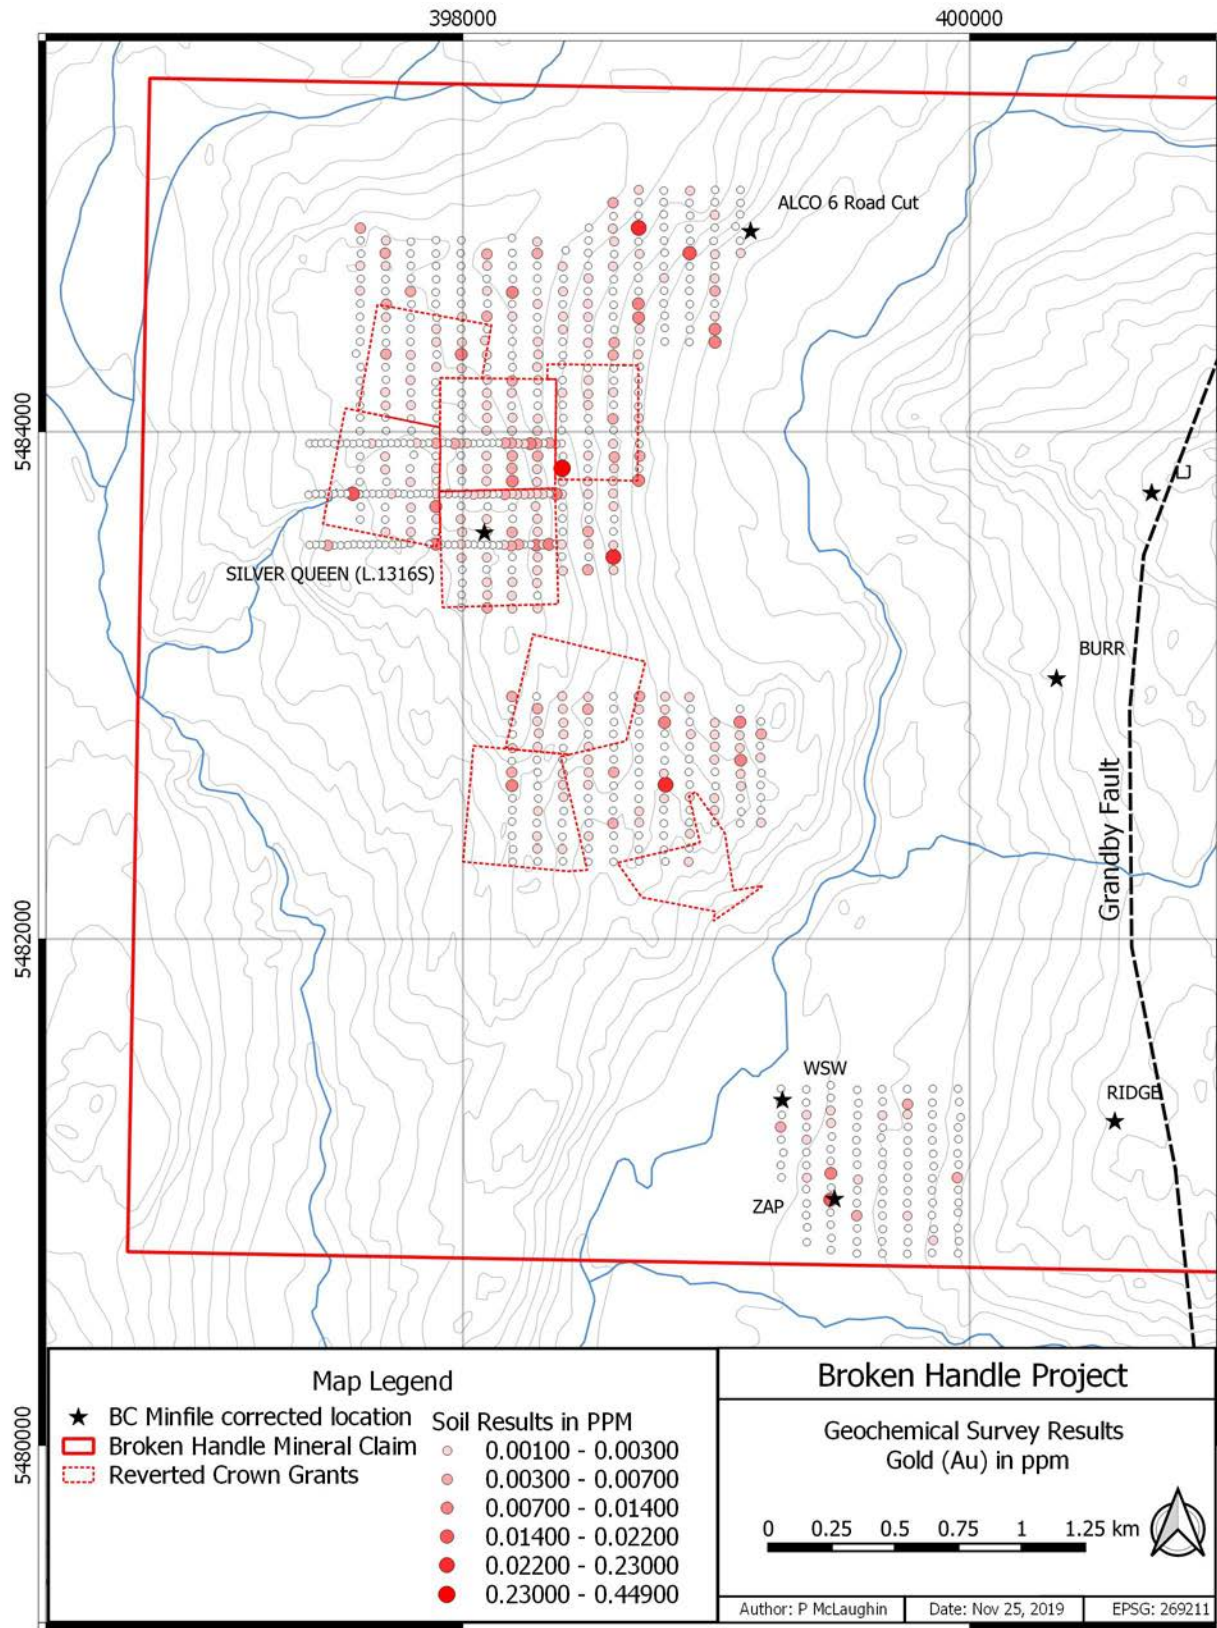 398000
400000
ALCO 6 Road Cut
5484000
SILVER QUEEN (L.1316S)
BURR
Grandby Fault
5482000
WSW
RIDGE
ZAP
5480000
Map Legend
BC Minfile corrected location
Broken Handle Mineral Claim
Reverted Crown Grants
Soil Results in PPM
0.00100 - 0.00300
0.00300 - 0.00700
0.00700 - 0.01400
0.01400 - 0.02200
0.02200 - 0.23000
0.23000 - 0.44900
Broken Handle Project
Geochemical Survey Results
Gold (Au) in ppm
0 0.25 0.5 0.75 1 1.25 km
Author: P McLaughin
Date: Nov 25, 2019
EPSG: 269211